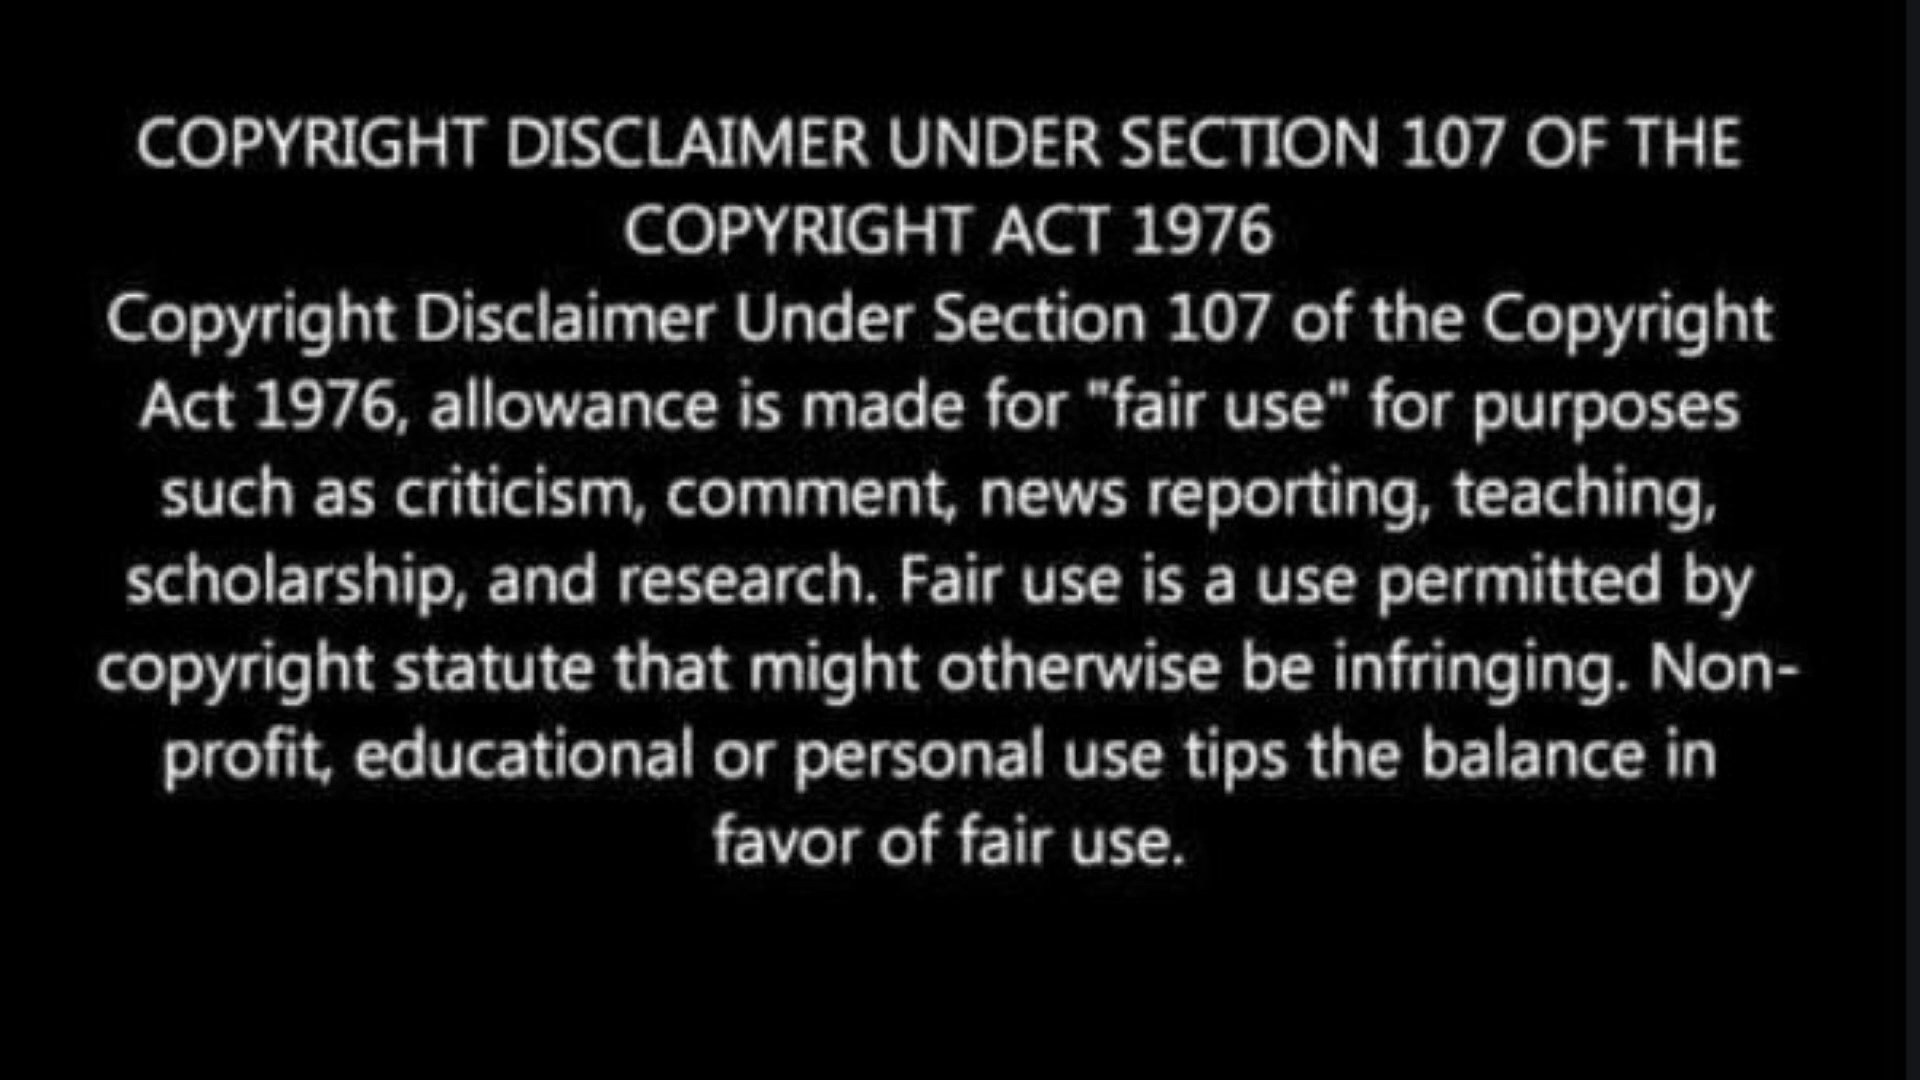 COPYRIGHT DISCLAIMER UNDER SECTION 107 OF THE
COPYRIGHT ACT 1976
Copyright Disclaimer Under Section 107 of the Copyright
Act 1976, allowance is made for "fair use" for purposes
such as criticism, comment, news reporting, teaching,
scholarship, and research. Fair use is a use permitted by
copyright statute that might otherwise be infringing. Non-
profit, educational or personal use tips the balance in
favor of fair use.